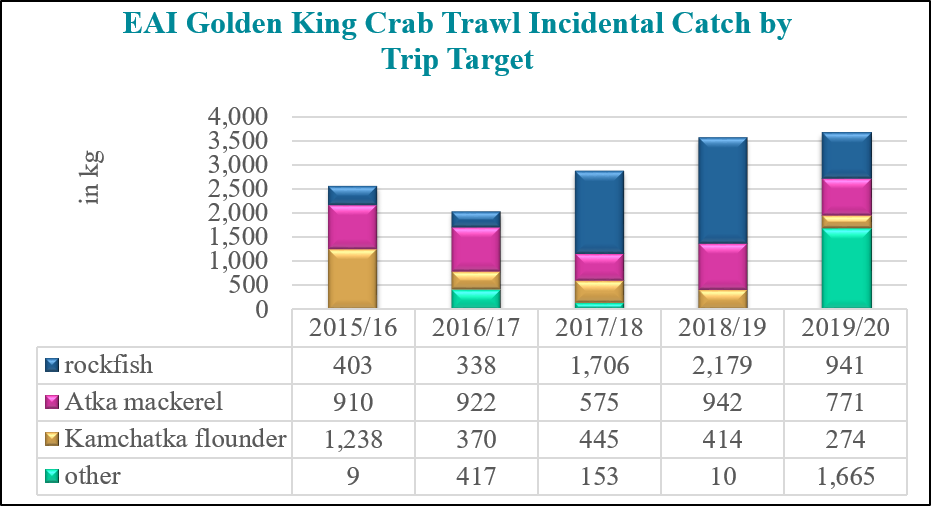 EAI Golden King Crab Trawl Incidental Catch by
Trip Target
in kg
4,000
3,500
3,000
2,500
2,000
1,500
1,000
500
0
2015/16 2016/17 2017/18 2018/19 2019/20
rockfish 403 338 1,706 2,179 941
Atka mackerel 910 922 575 942 771
Kamchatka flounder 1,238 370 445 414 274
other 9 417 153 10 1,665